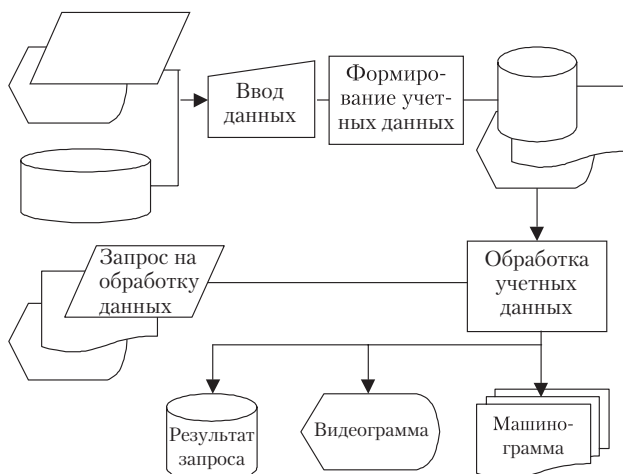 Ввод
данных
Формиро-
вание учет-
ных данных
Запрос на
обработку
данных
Обработка
учетных
данных
Результат
запроса
Видеограмма
Машино-
грамма